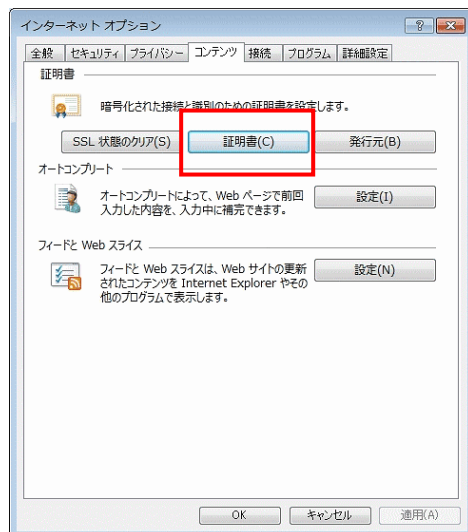 インターネット オプション
全般 セキュリティ プライバシー コンテンツ 接続 プログラム 詳細設定
証明書
暗号化された接続と識別のための証明書を設定します。
SSL 状態のクリア(S) 証明書(C) 発行元(B)
オートコンプリート
オートコンプリートによって、Web ページで前回
入力した内容を、入力中に補完できます。
設定(I)
フィードと Web スライス
フィードと Web スライスは、Web サイトの更新
されたコンテンツを Internet Explorer やその
他のプログラムで表示します。
設定(N)
OK キャンセル 適用(A)